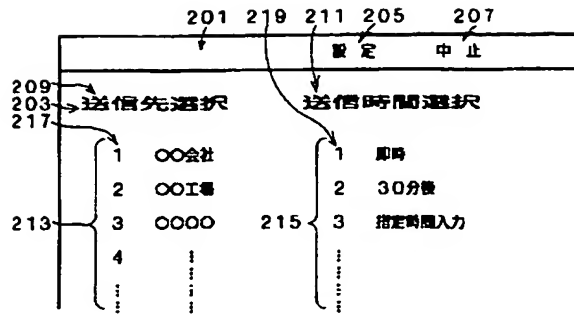 201 219 211 205 207
設定 中止
209
203 送信先選択 送信時間選択
217
1 ○○会社 1 即時
2 ○○工場 2 30分後
213 3 ○○○○ 215 3 指定時間入力
4